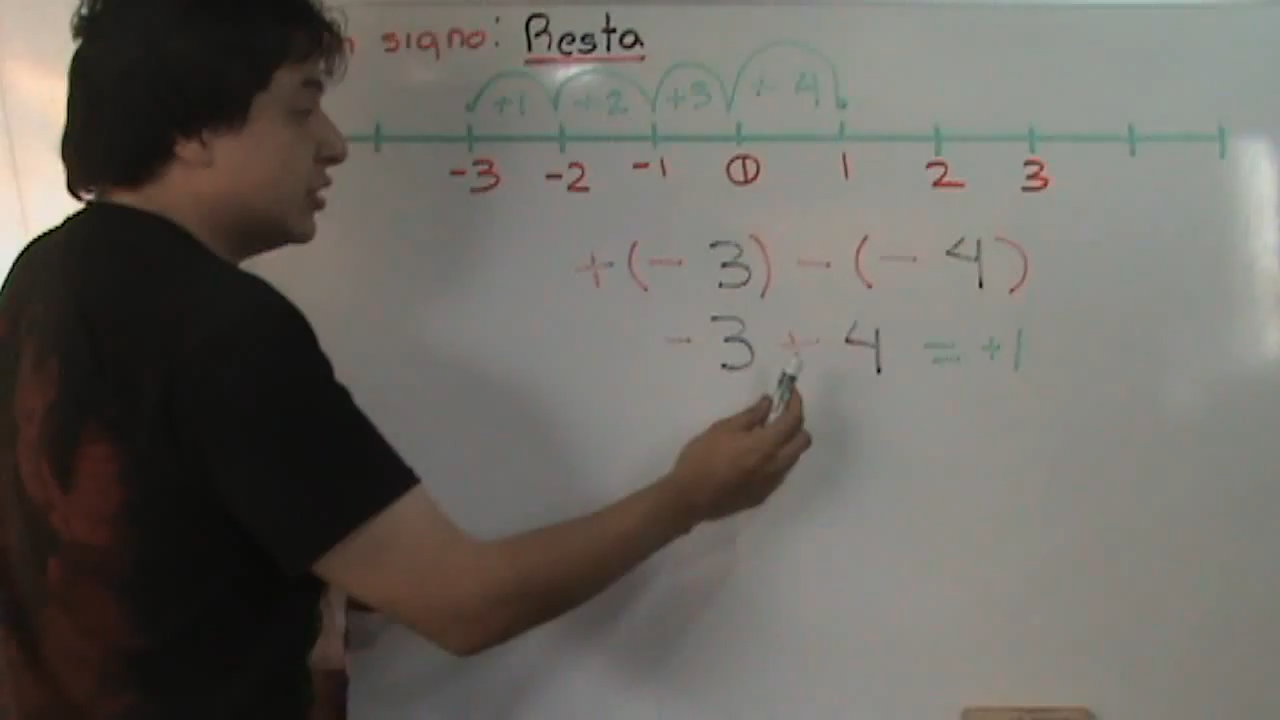 signo: Resta
+1 +2 +3 + 4
-3 -2 -1 0 1 2 3
+(- 3) - (- 4)
- 3 + 4 = +1